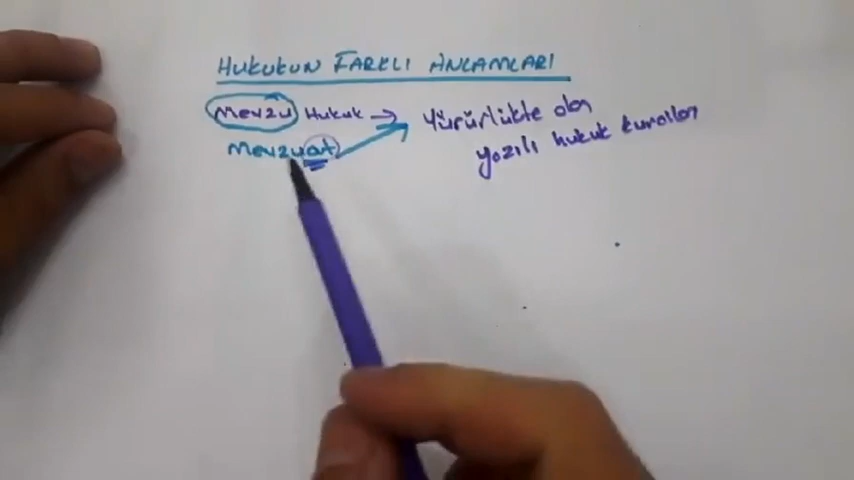 HUKUKUN FARKLI ANLAMLARI
Mevzu Hukuk → Yürürlükte olan
Mevzuat yazılı hukuk kuralları